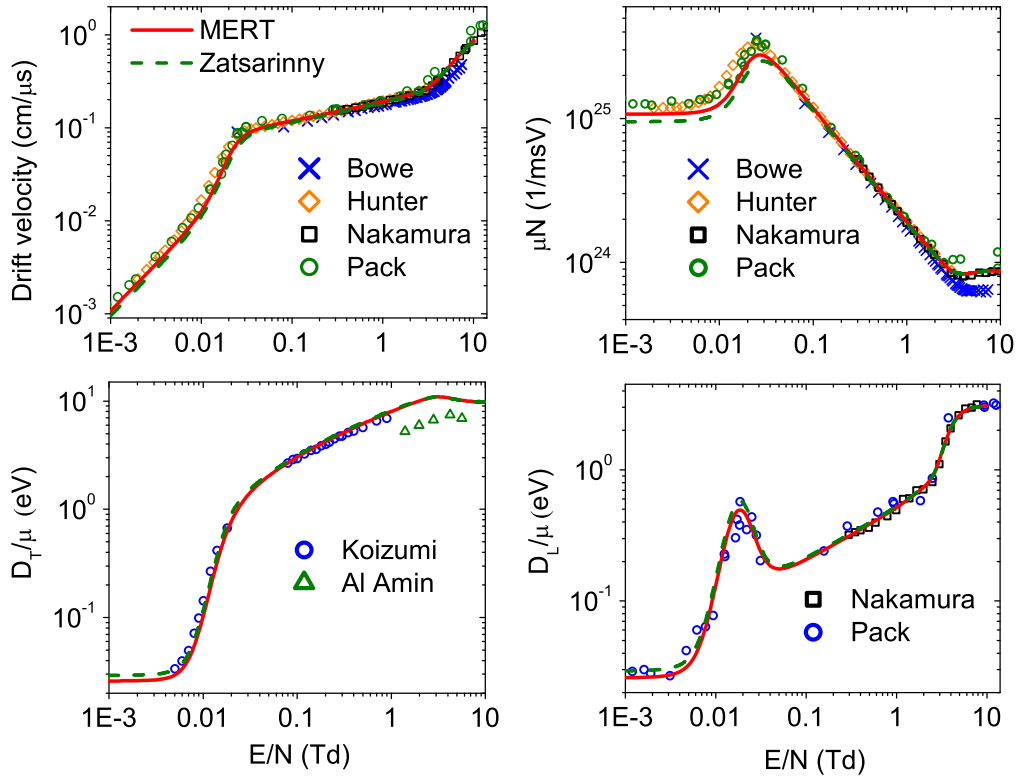 Drift velocity (cm/μs)
10⁰
10⁻¹
10⁻²
10⁻³
MERT
Zatsarinny
Bowe
Hunter
Nakamura
Pack
1E-3 0.01 0.1 1 10
μN (1/msV)
10²⁵
10²⁴
Bowe
Hunter
Nakamura
Pack
1E-3 0.01 0.1 1 10
D_T/μ (eV)
10¹
10⁰
10⁻¹
Koizumi
Al Amin
1E-3 0.01 0.1 1 10
E/N (Td)
D_L/μ (eV)
10⁰
10⁻¹
Nakamura
Pack
1E-3 0.01 0.1 1 10
E/N (Td)